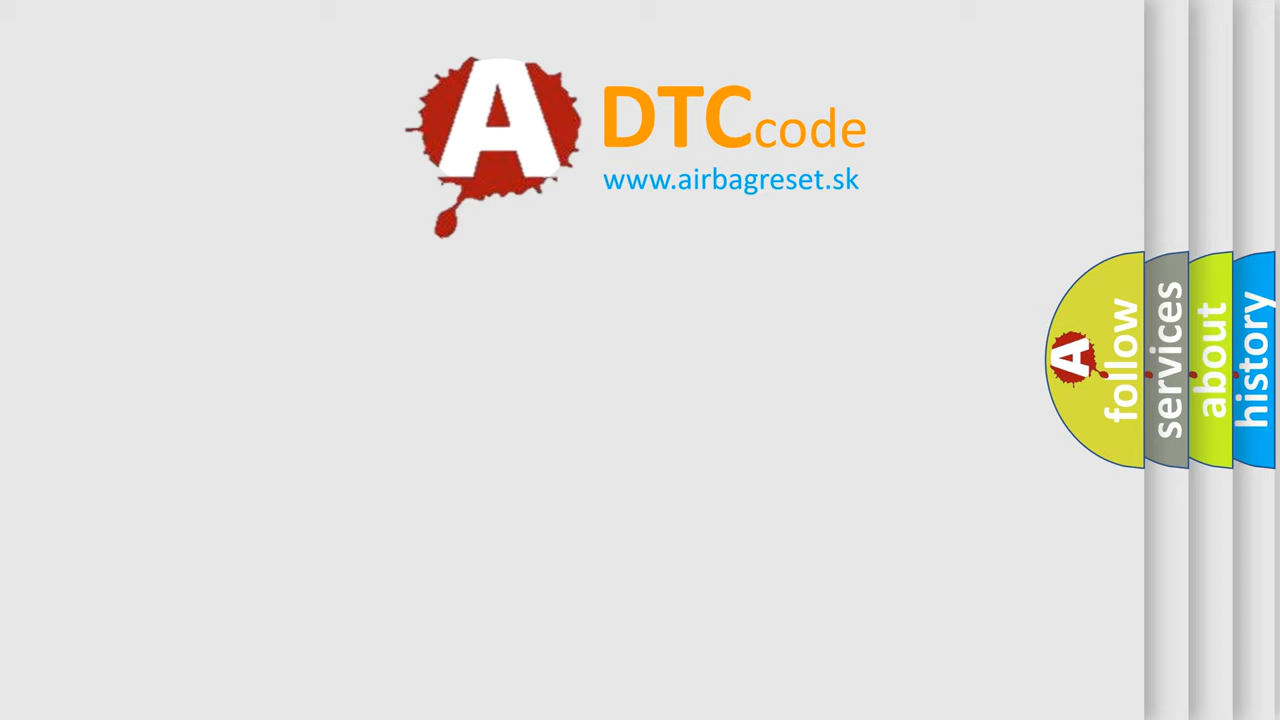 A DTCcode
www.airbagreset.sk
A follow
services
about
history